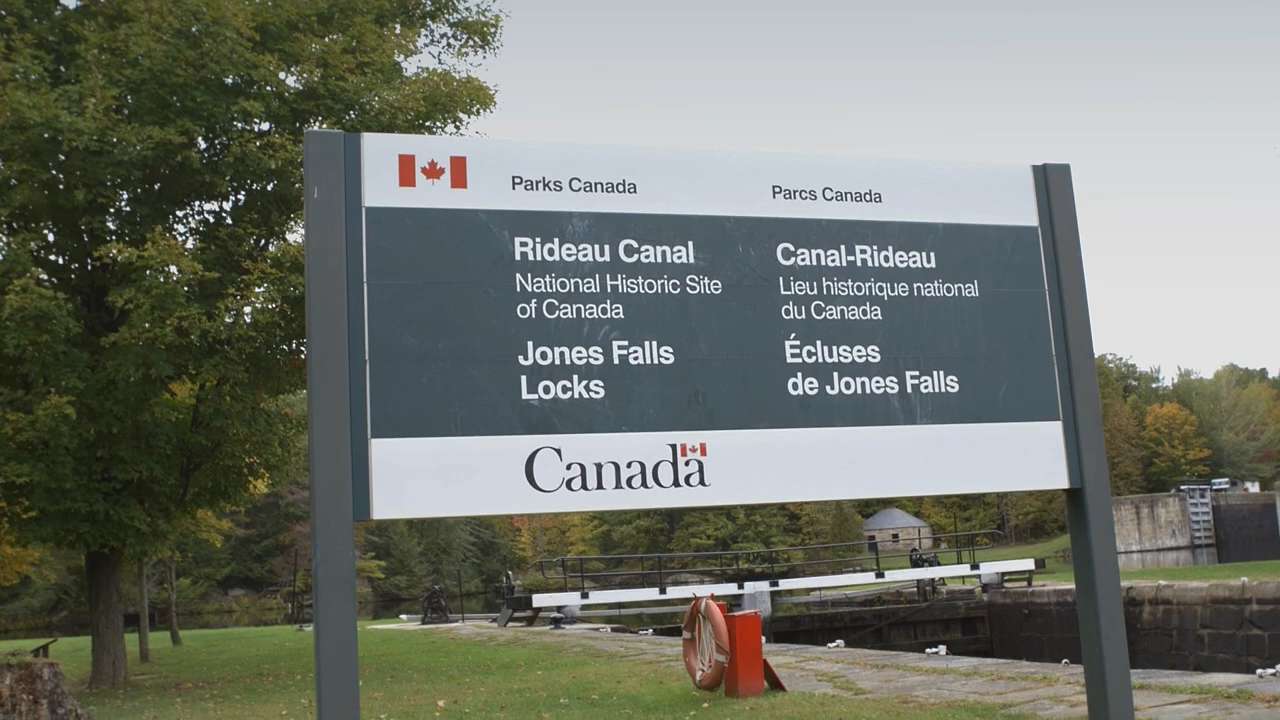 Parks Canada
Parcs Canada
Rideau Canal
National Historic Site
of Canada
Jones Falls
Locks
Canal-Rideau
Lieu historique national
du Canada
Écluses
de Jones Falls
Canada